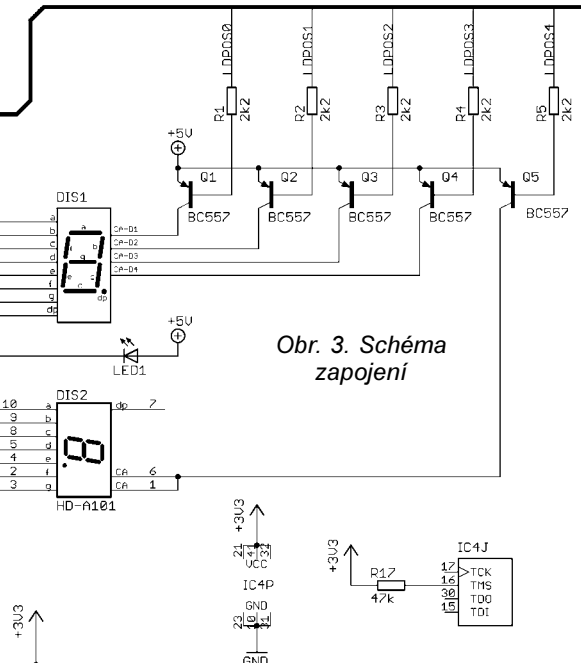 LDPOS0
LDPOS1
LDPOS2
LDPOS3
LDPOS4
R1 2k2
R2 2k2
R3 2k2
R4 2k2
R5 2k2
+5V
Q1
Q2
Q3
Q4
Q5
BC557
BC557
BC557
BC557
BC557
DIS1
a
b
c
d
e
f
g
dp
a
b
g
c
dp
CA-D1
CA-D2
CA-D3
CA-D4
+5V
LED1
Obr. 3. Schéma
zapojení
DIS2
10 a
9 b
8 c
5 d
4 e
2 f
3 g
dp 7
CA 6
CA 1
HD-A101
+3V3
21
VCC
IC4P
GND
23
GND
+3V3
+3V3
R17
47k
IC4J
17 TCK
16 TMS
30 TDO
15 TDI